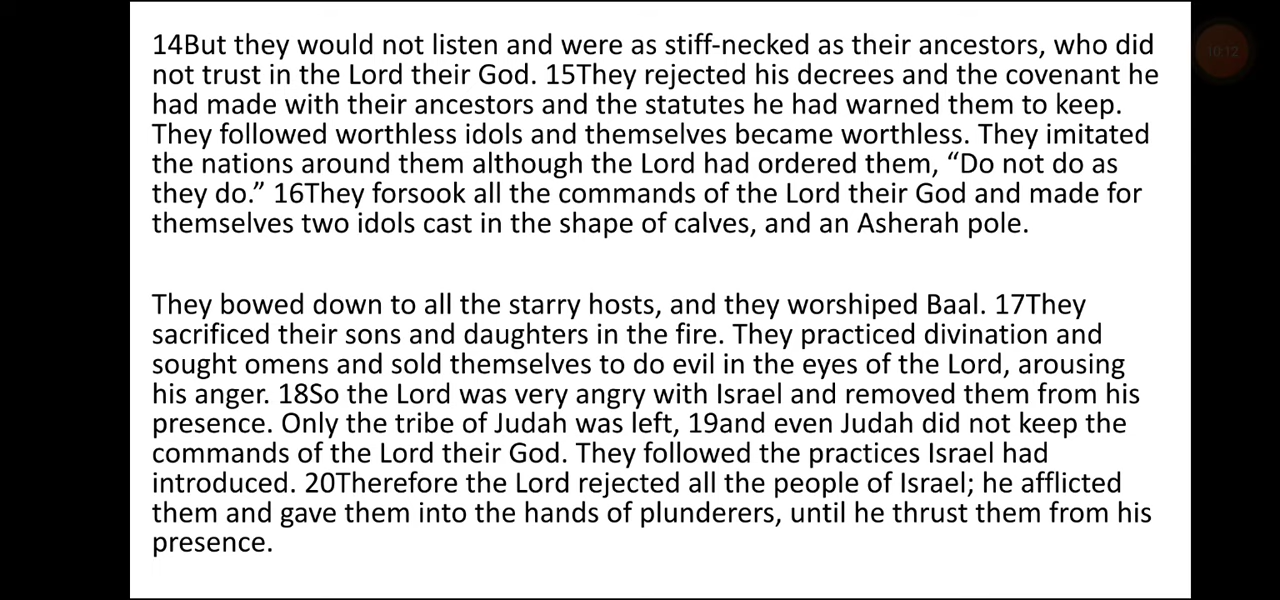 14But they would not listen and were as stiff-necked as their ancestors, who did
not trust in the Lord their God. 15They rejected his decrees and the covenant he
had made with their ancestors and the statutes he had warned them to keep.
They followed worthless idols and themselves became worthless. They imitated
the nations around them although the Lord had ordered them, “Do not do as
they do.” 16They forsook all the commands of the Lord their God and made for
themselves two idols cast in the shape of calves, and an Asherah pole.
They bowed down to all the starry hosts, and they worshiped Baal. 17They
sacrificed their sons and daughters in the fire. They practiced divination and
sought omens and sold themselves to do evil in the eyes of the Lord, arousing
his anger. 18So the Lord was very angry with Israel and removed them from his
presence. Only the tribe of Judah was left, 19and even Judah did not keep the
commands of the Lord their God. They followed the practices Israel had
introduced. 20Therefore the Lord rejected all the people of Israel; he afflicted
them and gave them into the hands of plunderers, until he thrust them from his
presence.
10:12